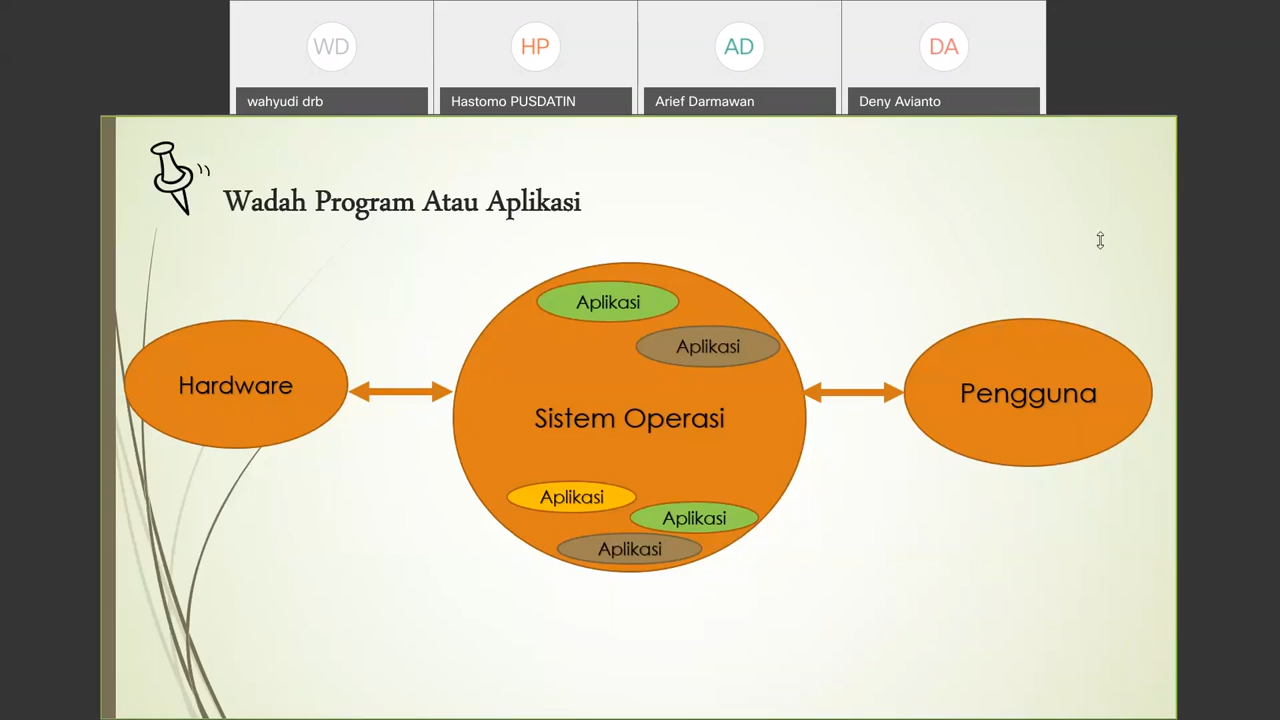 WD
HP
AD
DA
wahyudi drb
Hastomo PUSDATIN
Arief Darmawan
Deny Avianto
Wadah Program Atau Aplikasi
Aplikasi
Aplikasi
Hardware
Sistem Operasi
Pengguna
Aplikasi
Aplikasi
Aplikasi